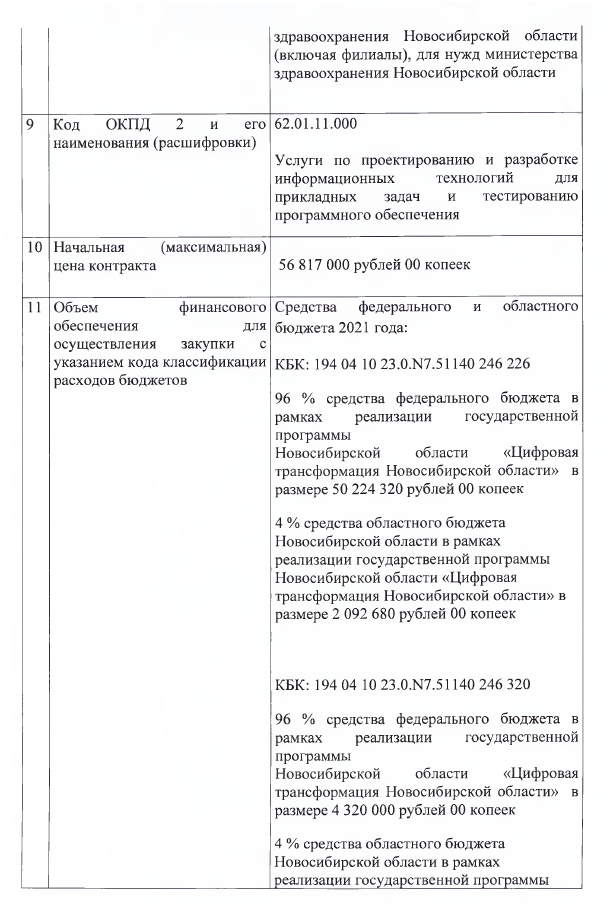 здравоохранения Новосибирской области
(включая филиалы), для нужд министерства
здравоохранения Новосибирской области
9 Код ОКПД 2 и его
наименования (расшифровки)
62.01.11.000
Услуги по проектированию и разработке
информационных технологий для
прикладных задач и тестированию
программного обеспечения
10 Начальная (максимальная)
цена контракта
56 817 000 рублей 00 копеек
11 Объем финансового
обеспечения для
осуществления закупки с
указанием кода классификации
расходов бюджетов
Средства федерального и областного
бюджета 2021 года:
КБК: 194 04 10 23.0.N7.51140 246 226
96 % средства федерального бюджета в
рамках реализации государственной
программы
Новосибирской области «Цифровая
трансформация Новосибирской области» в
размере 50 224 320 рублей 00 копеек
4 % средства областного бюджета
Новосибирской области в рамках
реализации государственной программы
Новосибирской области «Цифровая
трансформация Новосибирской области» в
размере 2 092 680 рублей 00 копеек
КБК: 194 04 10 23.0.N7.51140 246 320
96 % средства федерального бюджета в
рамках реализации государственной
программы
Новосибирской области «Цифровая
трансформация Новосибирской области» в
размере 4 320 000 рублей 00 копеек
4 % средства областного бюджета
Новосибирской области в рамках
реализации государственной программы